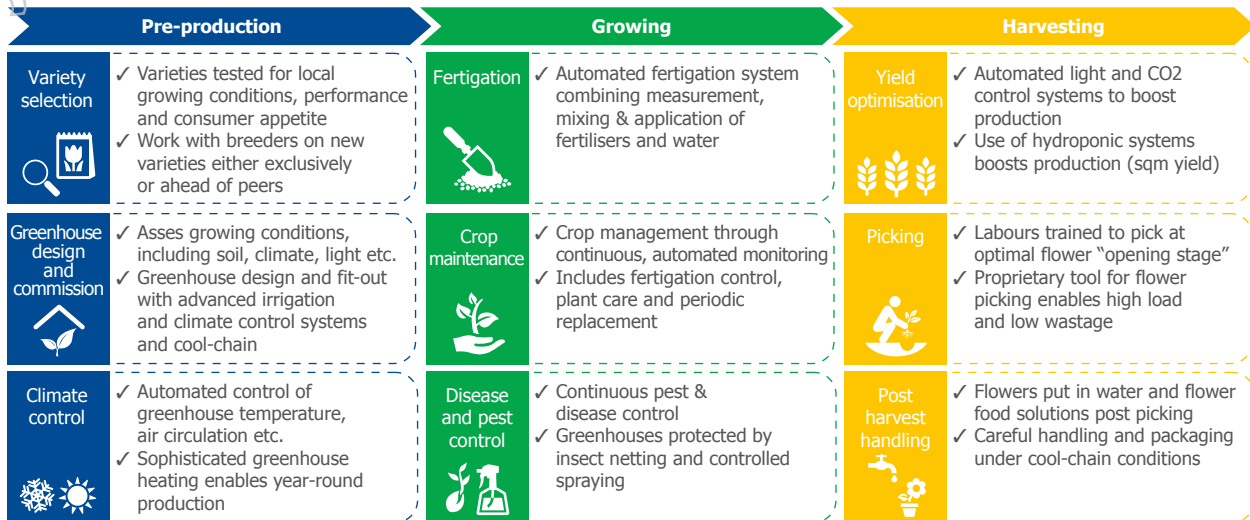 Pre-production
Growing
Harvesting
Variety
selection
✓ Varieties tested for local
growing conditions, performance
and consumer appetite
✓ Work with breeders on new
varieties either exclusively
or ahead of peers
Fertigation
✓ Automated fertigation system
combining measurement,
mixing & application of
fertilisers and water
Yield
optimisation
✓ Automated light and CO2
control systems to boost
production
✓ Use of hydroponic systems
boosts production (sqm yield)
Greenhouse
design
and
commission
✓ Asses growing conditions,
including soil, climate, light etc.
✓ Greenhouse design and fit-out
with advanced irrigation
and climate control systems
and cool-chain
Crop
maintenance
✓ Crop management through
continuous, automated monitoring
✓ Includes fertigation control,
plant care and periodic
replacement
Picking
✓ Labours trained to pick at
optimal flower “opening stage”
✓ Proprietary tool for flower
picking enables high load
and low wastage
Climate
control
✓ Automated control of
greenhouse temperature,
air circulation etc.
✓ Sophisticated greenhouse
heating enables year-round
production
Disease
and pest
control
✓ Continuous pest &
disease control
✓ Greenhouses protected by
insect netting and controlled
spraying
Post
harvest
handling
✓ Flowers put in water and flower
food solutions post picking
✓ Careful handling and packaging
under cool-chain conditions